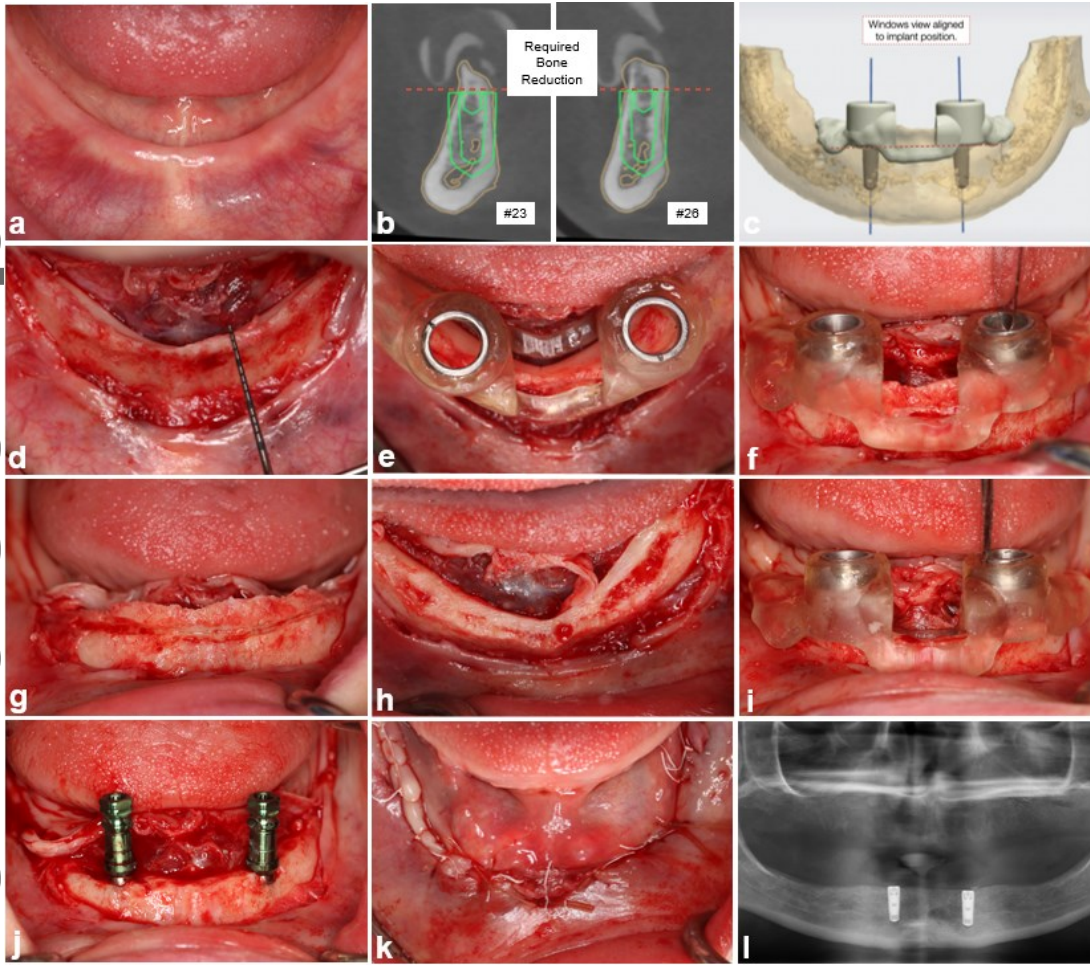 a
b
Required
Bone
Reduction
#23
#26
c
Windows view aligned
to implant position.
d
e
f
g
h
i
j
k
l